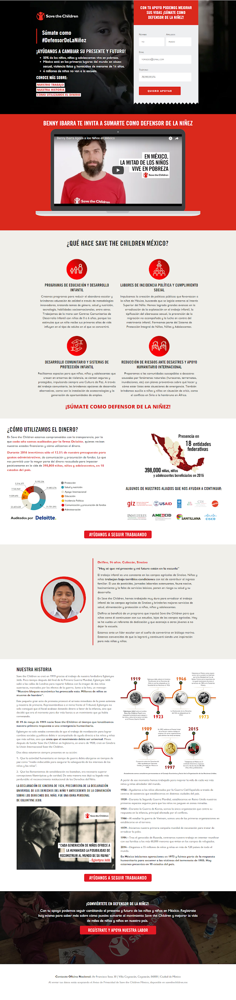 Save the Children
Súmate como
#DefensorDeLaNiñez
¡AYÚDANOS A CAMBIAR SU PRESENTE Y FUTURO!
• 50% de los niños, niñas y adolescentes vive en pobreza.
• México está en los primeros lugares del mundo en abuso
sexual, violencia física y homicidios de menores de 14 años.
• 4 millones de niños no van a la escuela.
CONOCE MÁS SOBRE:
NUESTRO TRABAJO
NUESTRA HISTORIA
CÓMO UTILIZAMOS EL DINERO
CON TU APOYO PODEMOS MEJORAR
SUS VIDAS ¡SÚMATE COMO
DEFENSOR DE LA NIÑEZ!
NOMBRE
APELLIDOS
YO
PUEDO
EMAIL
YOPUEDO@GMAIL.COM
TELÉFONO
7839039374
QUIERO APOYAR
BENNY IBARRA TE INVITA A SUMARTE COMO DEFENSOR DE LA NIÑEZ
Benny Ibarra Apoya a los Niños en México
EN MÉXICO,
LA MITAD DE LOS NIÑOS
VIVE EN POBREZA
Save the Children
Save the Children
¿QUÉ HACE SAVE THE CHILDREN MÉXICO?
PROGRAMAS DE EDUCACIÓN Y DESARROLLO
INFANTIL
Creamos programas para reducir el abandono escolar y
brindamos educación de calidad a través de metodologías
innovadoras, tratando temas de género, salud y nutrición,
tecnología, habilidades socioemocionales, entre otros.
Trabajamos de la mano con Centros Comunitarios de
Desarrollo Infantil con niños de 0 a 6 años, porque los
estímulos que un niño recibe sus primeros años de vida
influyen en el tipo de adulto en el que se convertirá.
LABORES DE INCIDENCIA POLÍTICA Y CUMPLIMIENTO
SOCIAL
Impulsamos la creación de políticas públicas que favorezcan a
la niñez de México, buscando que se legisle entorno al Interés
Superior del Niño. Hemos logrado grandes avances en la
erradicación de la explotación en el trabajo infantil, la
tipificación del ciberacoso sexual, la prevención de la
migración no acompañada y la lucha en contra del
matrimonio infantil. Formamos parte del Sistema de
Protección Integral de Niños, Niñas y Adolescentes.
DESARROLLO COMUNITARIO Y SISTEMAS DE
PROTECCIÓN INFANTIL
Facilitamos espacios para que niños, niñas y adolescentes que
crecen en entornos de violencia, se sientan seguros y
protegidos, impulsando siempre una Cultura de Paz. A través
del trabajo comunitario, les brindamos opciones de desarrollo
alternativas, como son la instalación de ecotecnologías y la
generación de oportunidades de empleo.
REDUCCIÓN DE RIESGOS ANTE DESASTRES Y APOYO
HUMANITARIO INTERNACIONAL
Preparamos a las comunidades susceptibles a desastres
causados por fenómenos naturales (huracanes, terremotos,
inundaciones, etc) con planes preventivos sobre qué hacer y
cómo estar listos ante situaciones de emergencia. También
brindamos auxilio a niños y niñas en situación de crisis, como
el conflicto en Siria o la hambruna en África.
¡SÚMATE COMO DEFENSOR DE LA NIÑEZ!
¿CÓMO UTILIZAMOS EL DINERO?
En Save the Children estamos comprometidos con la transparencia, por lo
que cada año somos auditados por la firma Deloitte, quienes revisan
nuestros estados financieros y cómo utilizamos el dinero.
Durante 2016 invertimos sólo el 12.5% de nuestro presupuesto para
gastos administrativos, de comunicación y procuración de fondos. Lo que
nos permitió usar la mayor parte del dinero recaudado para impactar
positivamente en la vida de 398,000 niñas, niños y adolescentes, en 18
estados del país.
9,193,236
5,516,377
7,745,949
9,309,693
22,403,620
31,803,276
31,751,593
Protección
Salud y nutrición
Apoyo Internacional
Educación
Incidencia Política
Comunicación y procuración de fondos
Administración
Auditados por Deloitte.
Presencia en
18 entidades
federativas
398,000 niñas, niños
y adolescentes beneficiados en 2016
ALGUNOS DE NUESTROS ALIADOS QUE NOS AYUDAN A CONTINUAR:
giz
USAID
CDI
MATTEL
INMUJERES
AMEXCID
SANTILLANA
CISCO
AYÚDANOS A SEGUIR TRABAJANDO
Delfino, 14 años. Culiacán, Sinaloa
"Hoy sé que mi presente y mi futuro están en la escuela"
El trabajo infantil es una constante en los campos agrícolas de Sinaloa. Niños y
niñas trabajan bajo terribles condiciones con tal de contribuir al ingreso
familiar. El uso de pesticidas, jornadas laborales extenuantes, fauna nociva,
hacinamiento y la falta de servicios básicos, ponen en riesgo su salud y su
desarrollo.
En Save the Children, hemos trabajado muy duro para erradicar el trabajo
infantil de los campos agrícolas de Sinaloa y brindarles mejores servicios de
salud, alimentación y protección a niñas, niños y adolescentes.
Delfino se benefició de un programa que impulsó Save the Children para que
niños como él continuasen con sus estudios, lejos de los campos agrícolas. Hoy
se ha vuelto un referente de dedicación y que aconseja a otros jóvenes a no
dejar la escuela.
Estamos ante un líder escolar con el sueño de convertirse en biólogo marino.
Estamos convencidos de que lo logrará y continuará siendo una inspiración
para más niñas y niños.
NUESTRA HISTORIA
Save the Children se creó en 1919 gracias al trabajo de nuestra fundadora Eglantyne
Jebb. Poco tiempo después del final de la Primera Guerra Mundial, Eglantyne Jebb
salió a las calles de Londres para repartir folletos con la imagen de dos niños
austriacos, marcados por los efectos de la guerra. Junto a la foto, un mensaje:
"Nuestro bloqueo económico ha provocado esto. Millones de niños se
mueren de hambre".
Este pequeño gran acto de protesta provocó el arresto inmediato de la joven activista
y maestra de primaria. Representándose a sí misma frente al Tribunal, Eglantyne no
solo consiguió que el fiscal acabase donando dinero a favor de la infancia, sino que
decidió que era el momento para dar más fuerza a un movimiento que ya había
comenzado.
El 19 de mayo de 1919 nacía Save the Children al tiempo que lanzábamos
nuestra primera respuesta a una emergencia humanitaria.
Eglantyne no solo estaba convencida de que el trabajo de movilización para lograr
cambios sociales y políticos debía ir acompañado de ayuda directa a los niños y niñas
que más sufrían, sino que creía que el movimiento debía ser universal. Meses
después de fundar Save the Children en Inglaterra, en enero de 1920, creó en Ginebra
la Unión Internacional Save the Children.
Dos ideas estuvieron siempre presentes en su acción:
1.- Que la actividad humanitaria en tiempo de guerra debía alargarse en tiempos de
paz como "medio indiscutible para asegurar la salvaguarda de los intereses de los
niños y las niñas".
2.- Que los llamamientos de sensibilización no bastaban, era necesario superar
concepciones filantrópicas y de caridad. De esta manera nos dejó su legado más
perdurable: el reconocimiento institucional de los Derechos del Niño.
LA DECLARACIÓN DE GINEBRA DE 1924, PRECURSORA DE LA DECLARACIÓN
UNIVERSAL DE LOS DERECHOS DEL NIÑO Y ANTECEDENTE DE LA CONVENCIÓN
SOBRE LOS DERECHOS DEL NIÑO, FUE UNA OBRA PERSONAL
DE EGLANTYNE JEBB.
Save the Children
"CADA GENERACIÓN DE NIÑOS OFRECE A
LA HUMANIDAD LA POSIBILIDAD DE
RECONSTRUIR AL MUNDO DE SU RUINA"
- Eglentyne Jebb
1919
1946
1923
1973
1989
2015
1997
Actualmente somos consultores permanentes en el Consejo Económico y Social de la Organización de las Naciones Unidas.
A partir de ese momento hemos trabajado para mejorar la vida de cada vez más
niños y niñas alrededor del mundo.
1936 - Ayudamos a los niños afectados por la Guerra Civil Española a través de
centros de asistencia que establecemos en distintas ciudades del país.
1939 - Durante la Segunda Guerra Mundial, establecemos en Reino Unido nuestros
primeros espacios seguros para que los niños no jueguen en zonas minadas.
1951 - Durante la Guerra de Korea, somos la única organización que centra su
respuesta en la infancia, principal afectada por el conflicto.
1966 - Al estallar la guerra de Vietnam, somos una de las primeras organizaciones en
establecerse en el terreno.
1979 - Iniciamos nuestra primera campaña mundial de vacunación para tratar de
erradicar la polio.
1994 - Tras el genocidio de Ruanda, centramos nuestro trabajo en intentar reunificar
con sus familias a los más 60,000 menores que vivían en los campos de refugiados.
2014 - Llegamos a 55 millones de niños y niñas en más de 120 países de todo el
mundo.
En México iniciamos operaciones en 1973 y fuimos parte de la respuesta
humanitaria para socorrer a las víctimas del terremoto de 1985. Hoy
estamos presentes en 18 estados del país.
AYÚDANOS A SEGUIR TRABAJANDO
¡CONVIÉRTETE EN DEFENSOR DE LA NIÑEZ!
Con tu apoyo podemos seguir cambiando el presente y futuro de las niñas y niños en México. Regístrate
hoy mismo para saber más sobre cómo puedes sumarte al movimiento Save the Children y mejorar la vida
de miles de niñas y niños en nuestro país.
REGÍSTRATE Y APOYA NUESTRA LABOR
Contacto Oficina Nacional: Av Francisco Sosa 30 | Villa Coyoacán, Coyoacán, 04000 | Ciudad de México
Al enviar tus datos estás aceptando el Aviso de Privacidad de Save the Children México, disponible en savethechildren.mx